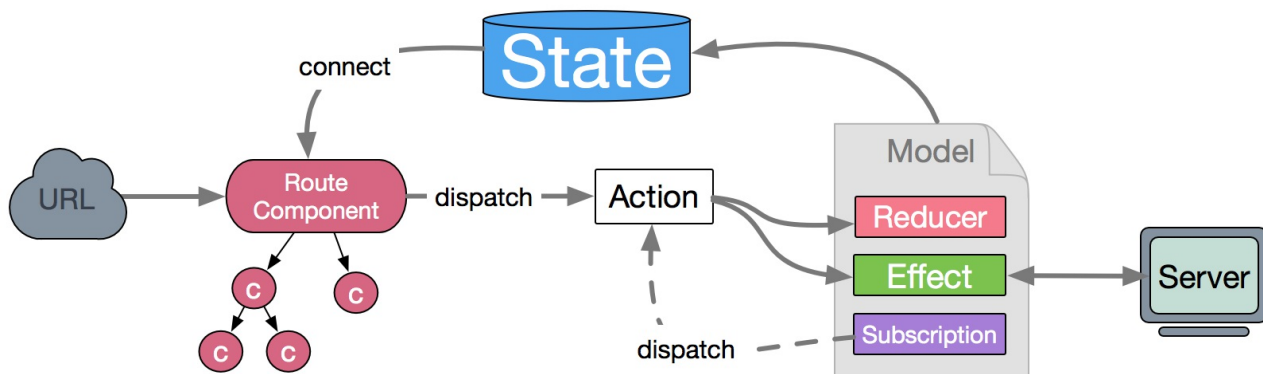 State
connect
Model
URL
Route
Component
dispatch
Action
Reducer
Effect
Server
Subscription
dispatch
C
C
C
C